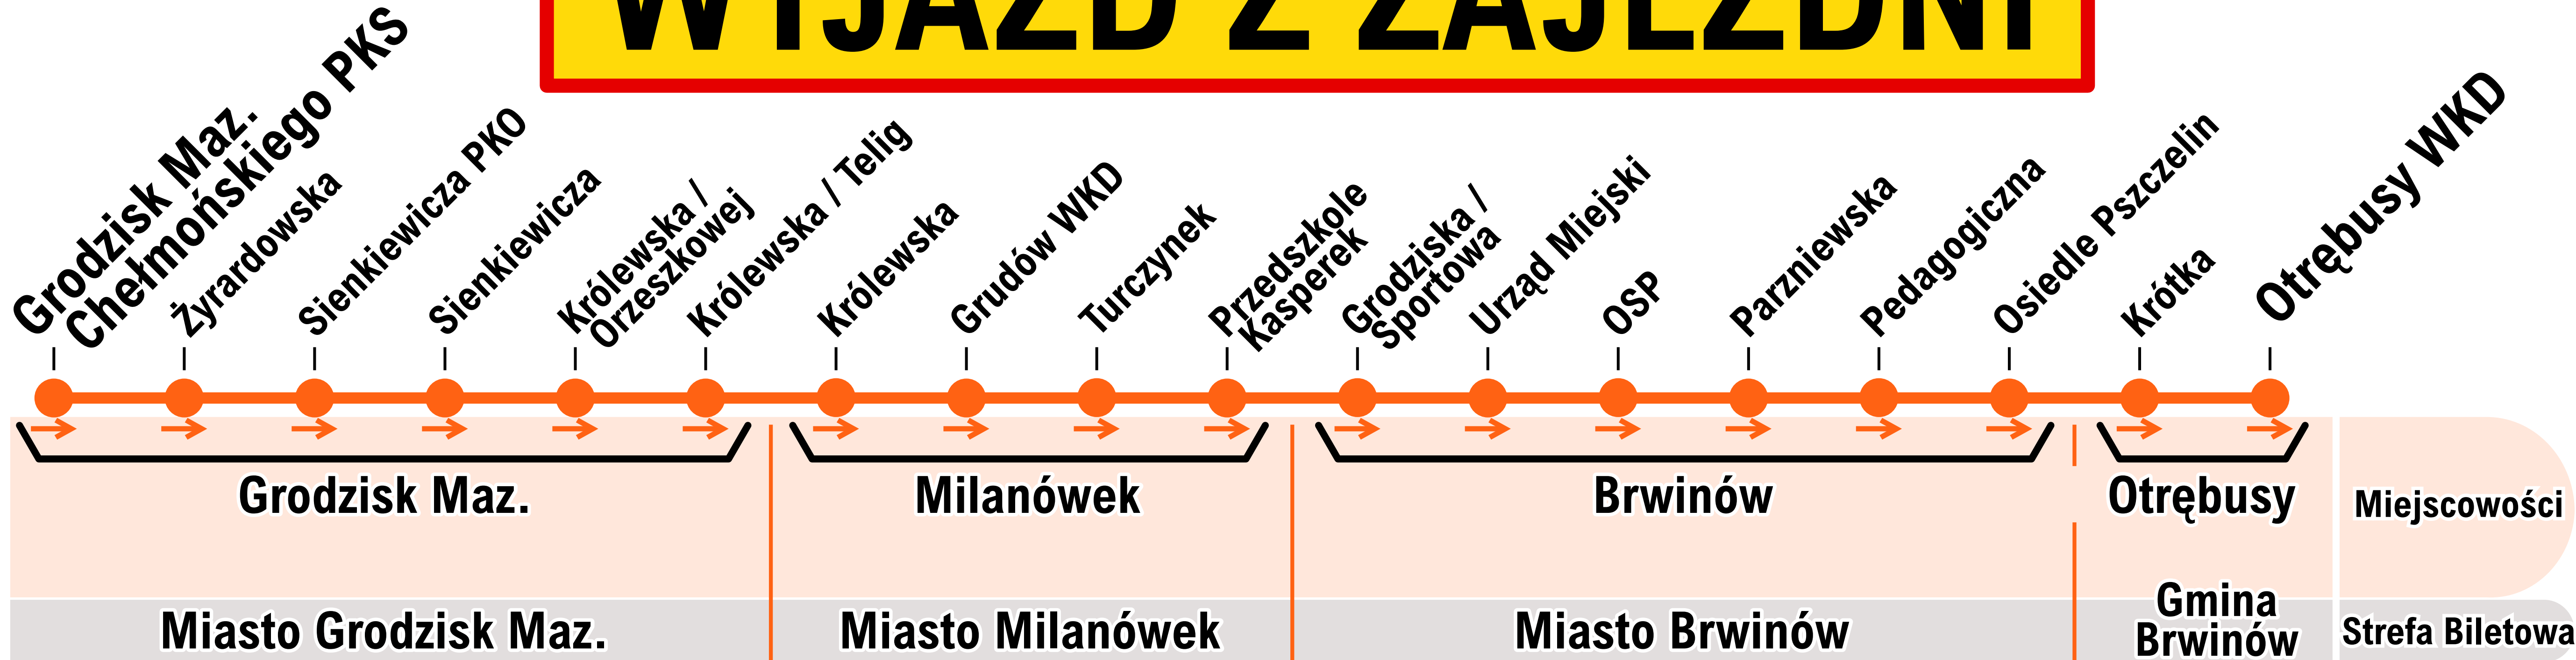 WYJAZD Z ZAJEZDNI
Grodzisk Maz.
Chełmońskiego PKS
Żyrardowska
Sienkiewicza PKO
Sienkiewicza
Królewska /
Orzeszkowej
Królewska / Telig
Królewska
Grudów WKD
Turczynek
Przedszkole
Kasperek
Grodziska /
Sportowa
Urząd Miejski
OSP
Parzniewska
Pedagogiczna
Osiedle Pszczelin
Krótka
Otrębusy WKD
Grodzisk Maz.
Milanówek
Brwinów
Otrębusy
Miejscowości
Miasto Grodzisk Maz.
Miasto Milanówek
Miasto Brwinów
Gmina
Brwinów
Strefa Biletowa